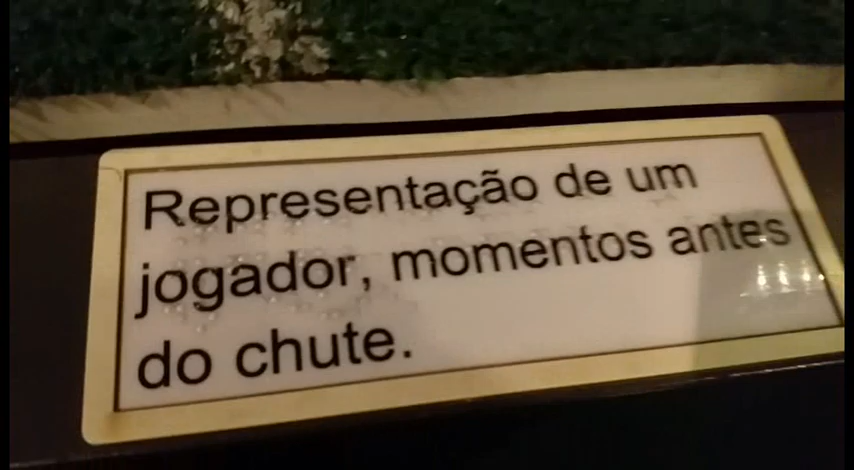 Representação de um
jogador, momentos antes
do chute.